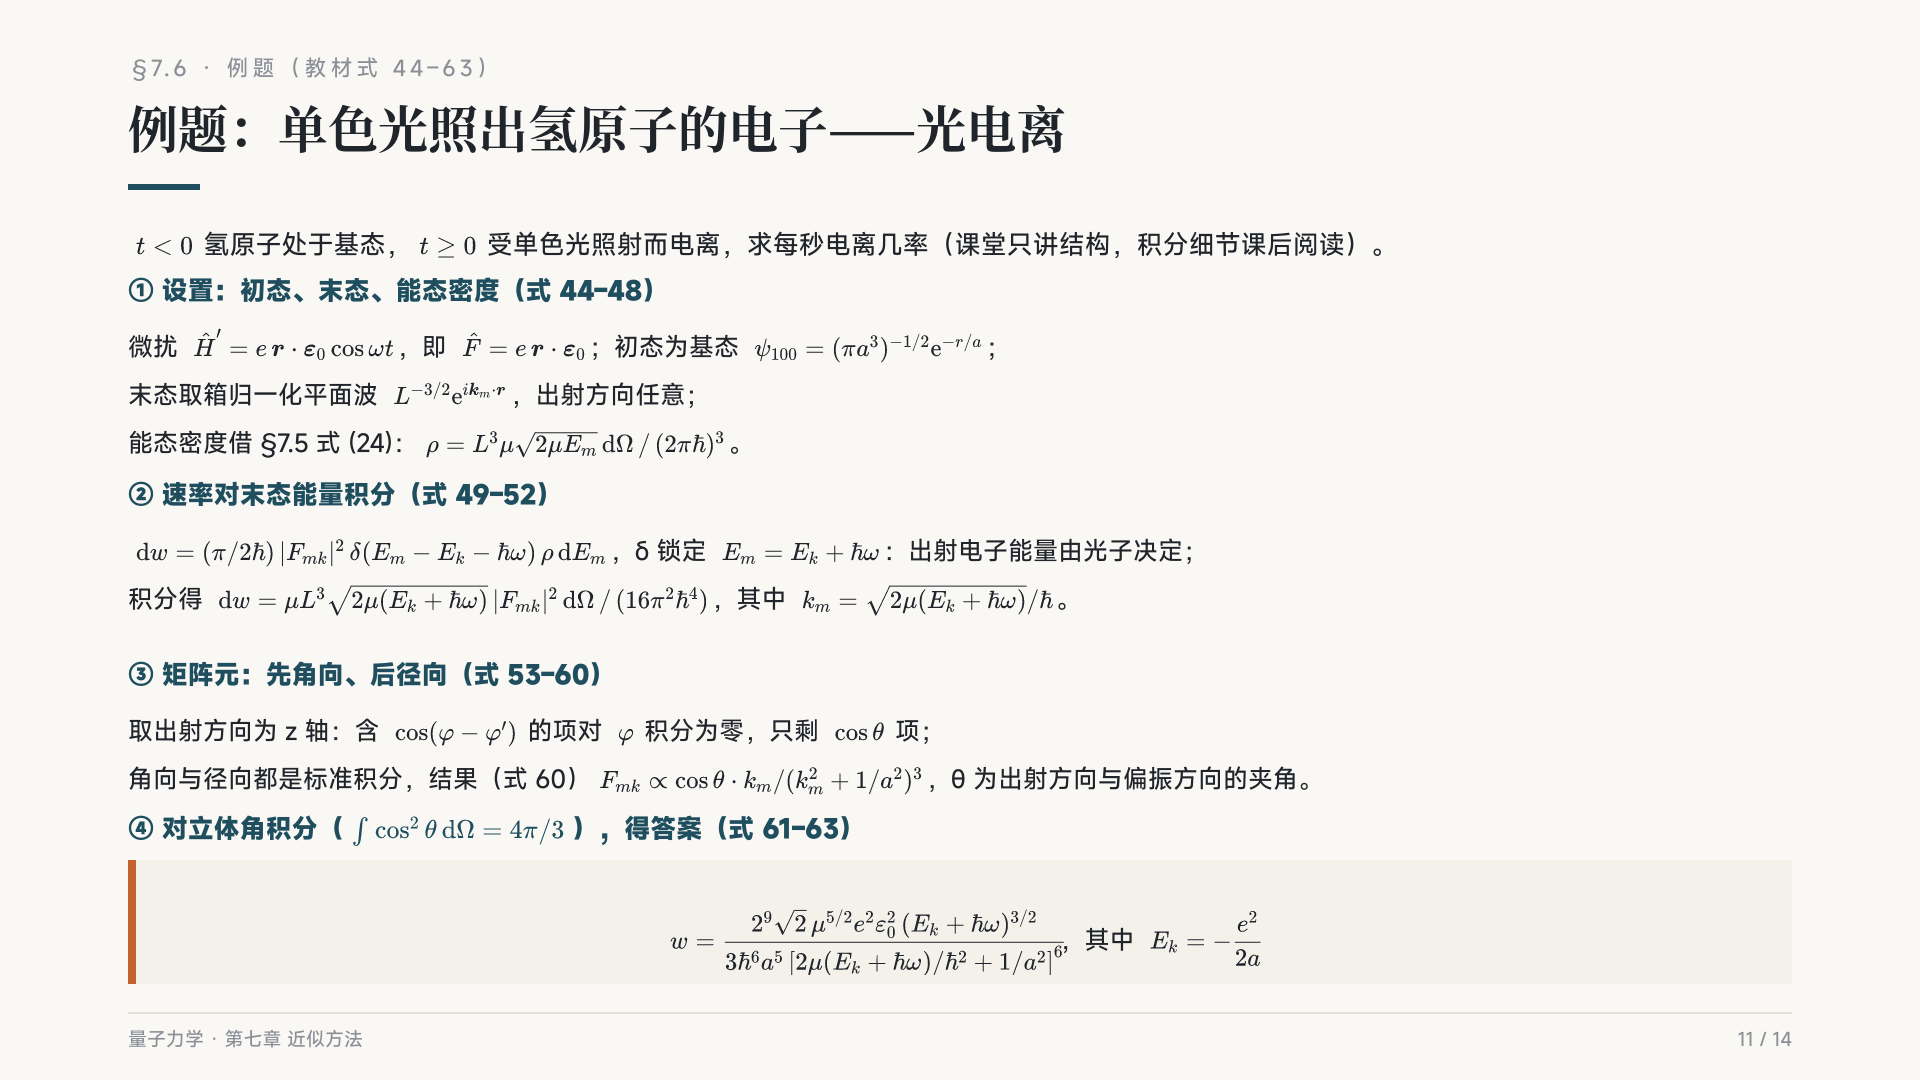 §7.6 · 例题（教材式 44–63）
例题：单色光照出氢原子的电子——光电离
t < 0 氢原子处于基态， t ≥ 0 受单色光照射而电离，求每秒电离几率（课堂只讲结构，积分细节课后阅读）。
① 设置：初态、末态、能态密度（式 44–48）
微扰 Ĥ′ = e r · ε₀ cos ωt，即 F̂ = e r · ε₀；初态为基态 ψ₁₀₀ = (πa³)^{−1/2}e^{−r/a}；
末态取箱归一化平面波 L^{−3/2}e^{ik_m·r}，出射方向任意；
能态密度借 §7.5 式 (24)： ρ = L³μ√(2μE_m) dΩ / (2πħ)³。
② 速率对末态能量积分（式 49–52）
dw = (π/2ħ) |F_{mk}|² δ(E_m − E_k − ħω) ρ dE_m，δ 锁定 E_m = E_k + ħω：出射电子能量由光子决定；
积分得 dw = μL³√(2μ(E_k + ħω)) |F_{mk}|² dΩ / (16π²ħ⁴)，其中 k_m = √(2μ(E_k + ħω))/ħ。
③ 矩阵元：先角向、后径向（式 53–60）
取出射方向为 z 轴：含 cos(φ − φ′) 的项对 φ 积分为零，只剩 cos θ 项；
角向与径向都是标准积分，结果（式 60） F_{mk} ∝ cos θ · k_m/(k_m² + 1/a²)³，θ 为出射方向与偏振方向的夹角。
④ 对立体角积分（ ∫ cos² θ dΩ = 4π/3 ），得答案（式 61–63）
w = \frac{2⁹√2 μ^{5/2}e²ε₀² (E_k + ħω)^{3/2}}{3ħ⁶a⁵ [2μ(E_k + ħω)/ħ² + 1/a²]⁶}，其中 E_k = −\frac{e²}{2a}
量子力学 · 第七章 近似方法
11 / 14